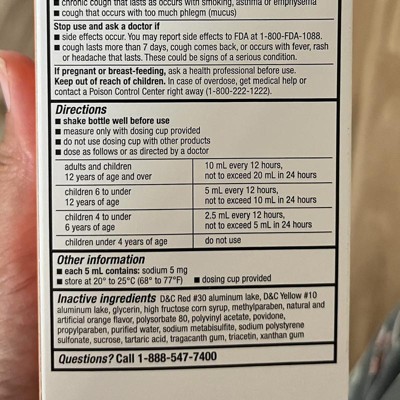 ■ chronic cough that lasts as occurs with smoking, asthma or emphysema
■ cough that occurs with too much phlegm (mucus)
Stop use and ask a doctor if
■ side effects occur. You may report side effects to FDA at 1-800-FDA-1088.
■ cough lasts more than 7 days, cough comes back, or occurs with fever, rash
or headache that lasts. These could be signs of a serious condition.
If pregnant or breast-feeding, ask a health professional before use.
Keep out of reach of children. In case of overdose, get medical help or
contact a Poison Control Center right away (1-800-222-1222).
Directions
■ shake bottle well before use
■ measure only with dosing cup provided
■ do not use dosing cup with other products
■ dose as follows or as directed by a doctor
adults and children 10 mL every 12 hours,
12 years of age and over not to exceed 20 mL in 24 hours
children 6 to under 5 mL every 12 hours,
12 years of age not to exceed 10 mL in 24 hours
children 4 to under 2.5 mL every 12 hours,
6 years of age not to exceed 5 mL in 24 hours
children under 4 years of age do not use
Other information
■ each 5 mL contains: sodium 5 mg
■ store at 20° to 25°C (68° to 77°F) ■ dosing cup provided
Inactive ingredients D&C Red #30 aluminum lake, D&C Yellow #10
aluminum lake, glycerin, high fructose corn syrup, methylparaben, natural and
artificial orange flavor, polysorbate 80, polyvinyl acetate, povidone,
propylparaben, purified water, sodium metabisulfite, sodium polystyrene
sulfonate, sucrose, tartaric acid, tragacanth gum, triacetin, xanthan gum
Questions? Call 1-888-547-7400